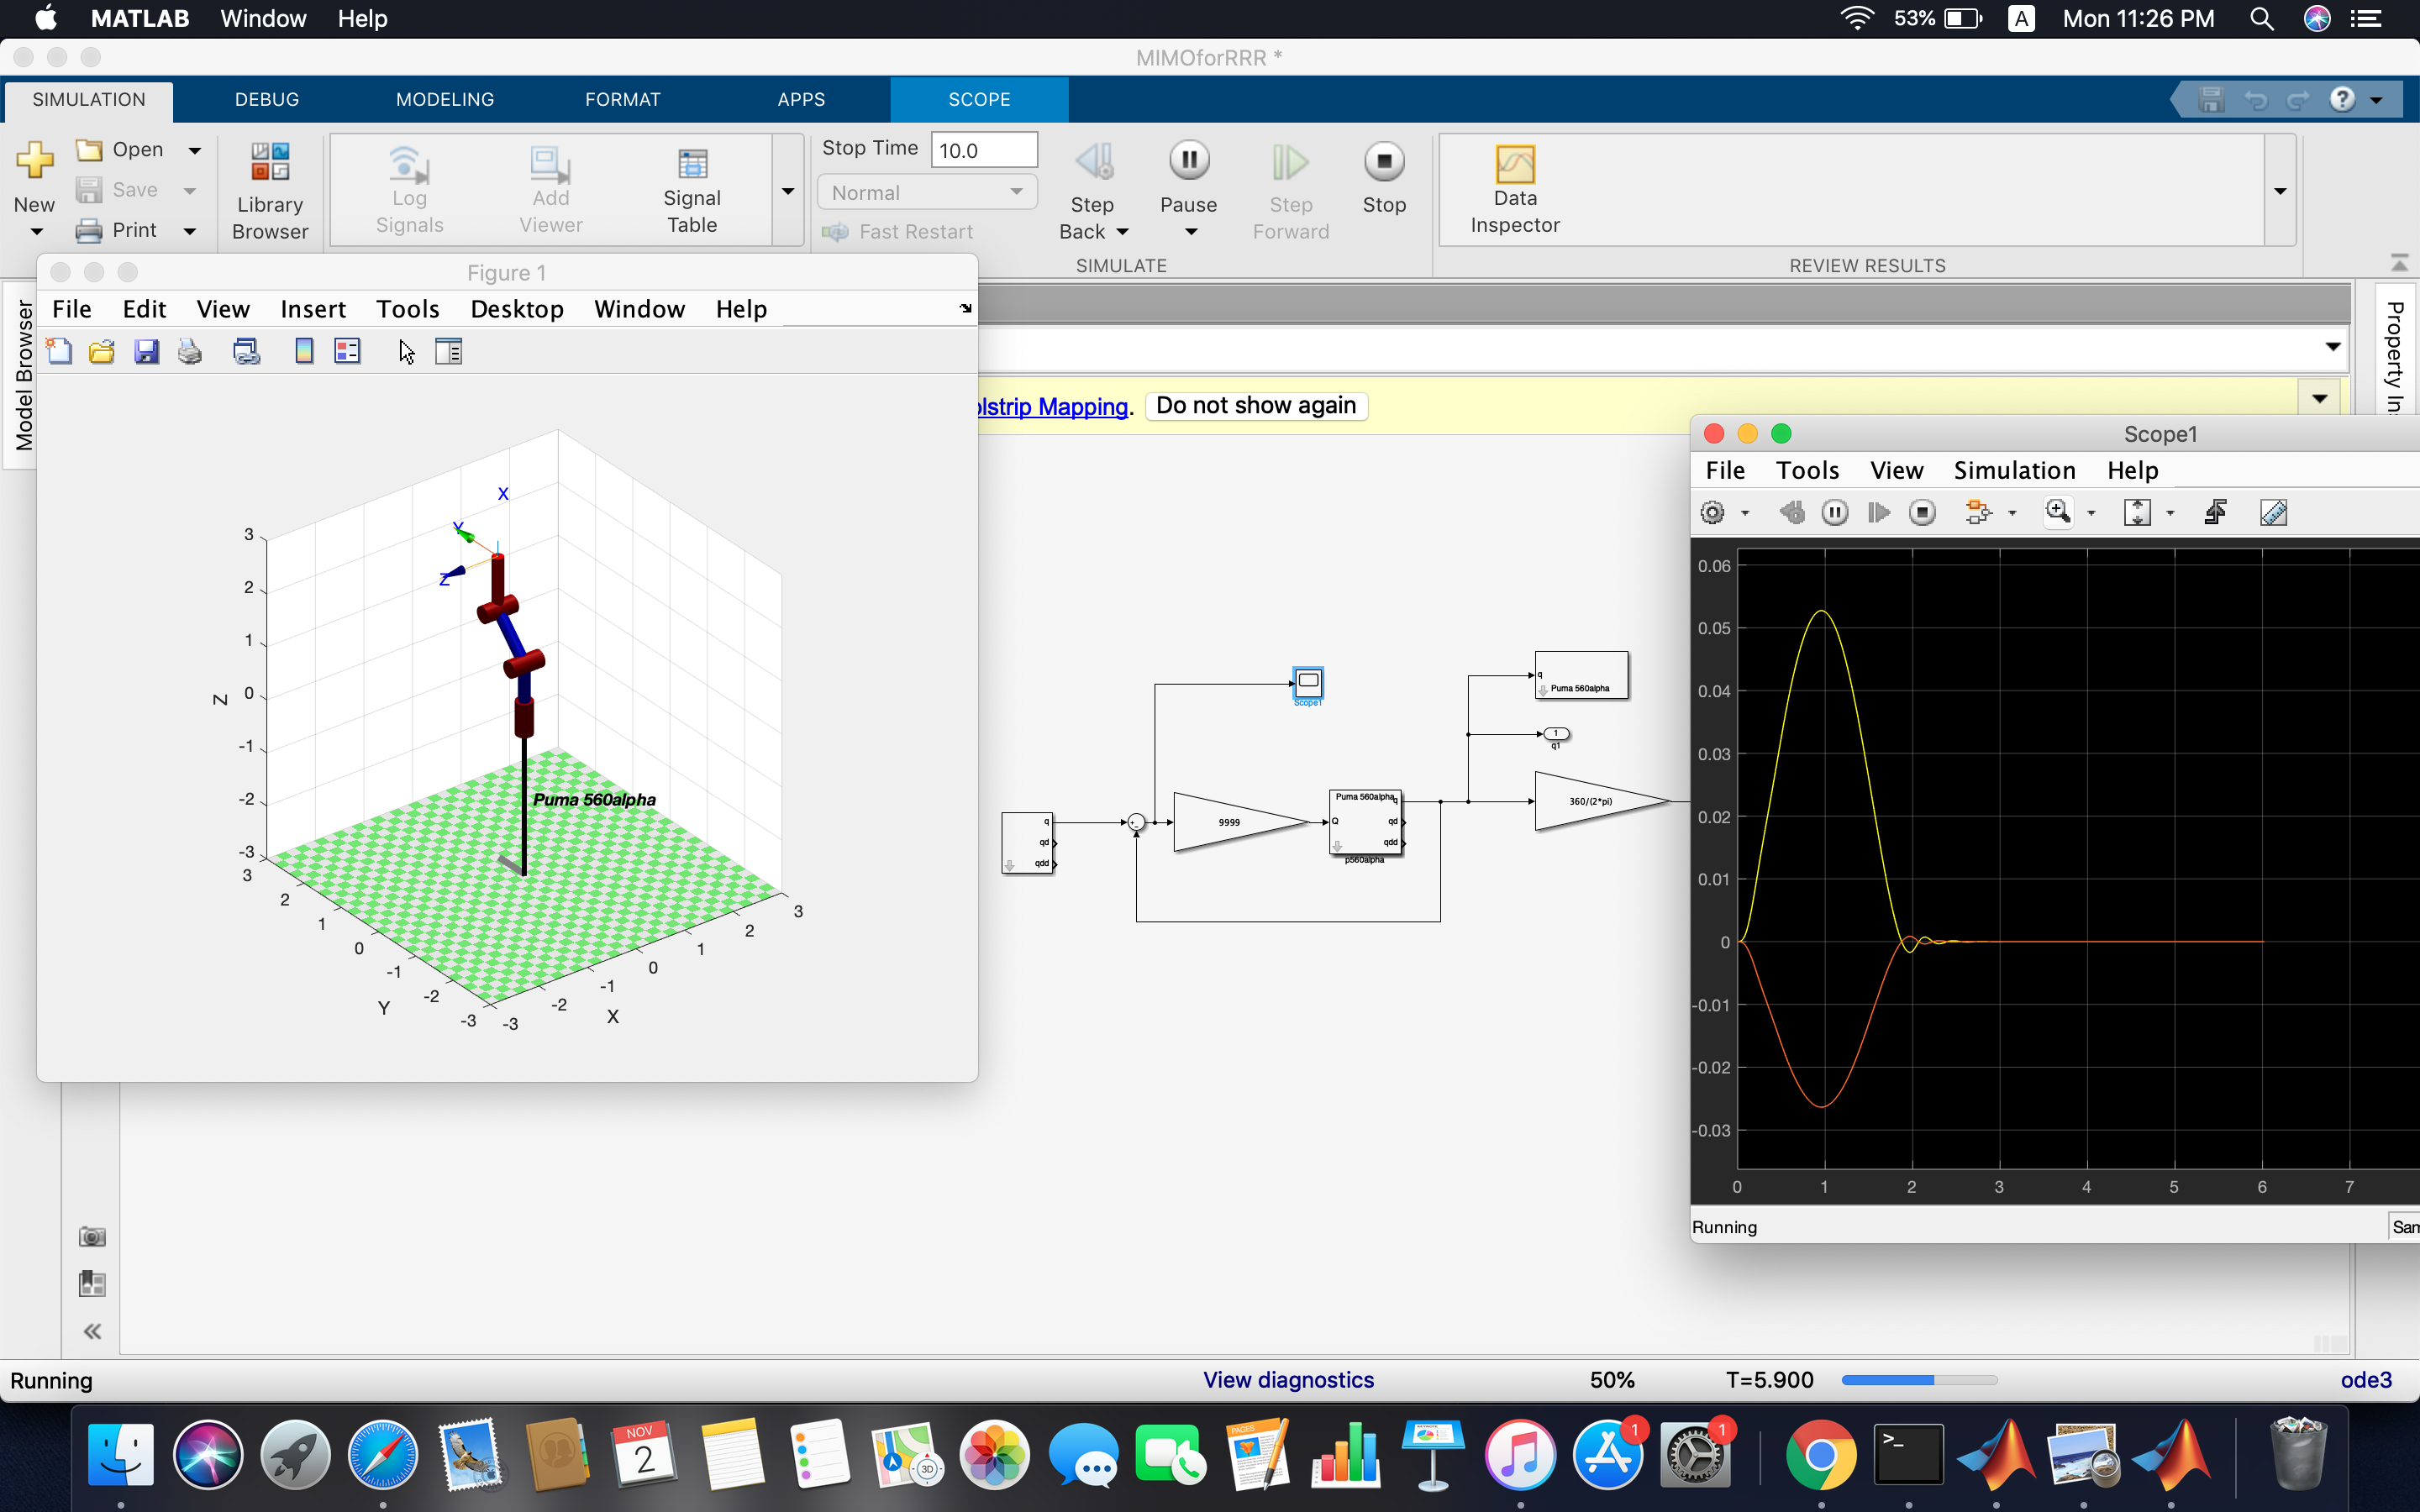 MATLAB Window Help 53% A Mon 11:26 PM
MIMOforRRR *
SIMULATION DEBUG MODELING FORMAT APPS SCOPE
New
Open
Save
Print
Library
Browser
Log
Signals
Add
Viewer
Signal
Table
Stop Time 10.0
Normal
Fast Restart
Step
Back
Pause
Step
Forward
Stop
SIMULATE
Data
Inspector
REVIEW RESULTS
Model Browser
Property In
Figure 1
File Edit View Insert Tools Desktop Window Help
X
Y
Z
3
2
1
0
-1
-2
-3
Z
Puma 560alpha
3
2
1
0
-1
-2
-3
Y
-3
-2
-1
0
1
2
3
X
lstrip Mapping. Do not show again
Scope1
q
Puma 560alpha
1
q1
q
qd
qdd
9999
Puma 560alpha
Q
q
qd
qdd
p560alpha
360/(2*pi)
Scope1
File Tools View Simulation Help
0.06
0.05
0.04
0.03
0.02
0.01
0
-0.01
-0.02
-0.03
0 1 2 3 4 5 6 7
Running Sam
Running View diagnostics 50% T=5.900 ode3
NOV
2
3D
PAGES
1
1
>_